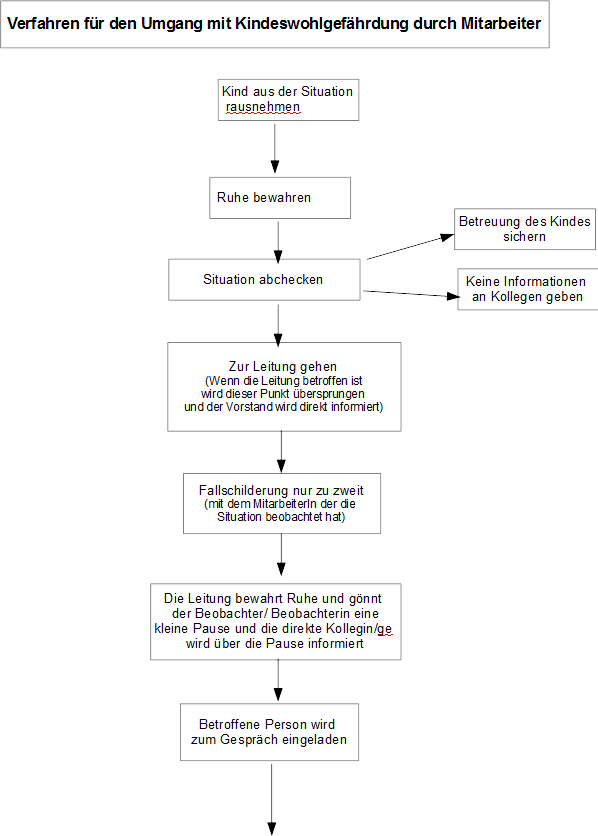 Verfahren für den Umgang mit Kindeswohlgefährdung durch Mitarbeiter
Kind aus der Situation
rausnehmen
Ruhe bewahren
Situation abchecken
Betreuung des Kindes
sichern
Keine Informationen
an Kollegen geben
Zur Leitung gehen
(Wenn die Leitung betroffen ist
wird dieser Punkt übersprungen
und der Vorstand wird direkt informiert)
Fallschilderung nur zu zweit
(mit dem MitarbeiterIn der die
Situation beobachtet hat)
Die Leitung bewahrt Ruhe und gönnt
der Beobachter/ Beobachterin eine
kleine Pause und die direkte Kollegin/ge
wird über die Pause informiert
Betroffene Person wird
zum Gespräch eingeladen